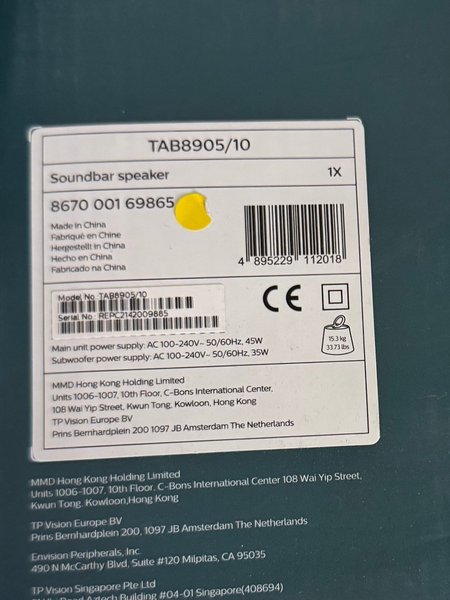 TAB8905/10
Soundbar speaker 1X
8670 001 69865
Made in China
Fabriqué en Chine
Hergestellt in China
Hecho en China
Fabricado na China
4 895229 112018
Model No: TAB8905/10
Serial No: REPC2142009885
CE
15.3 kg
33.73 lbs
Main unit power supply: AC 100-240V~ 50/60Hz, 45W
Subwoofer power supply: AC 100-240V~ 50/60Hz, 35W
MMD Hong Kong Holding Limited
Units 1006-1007, 10th Floor, C-Bons International Center,
108 Wai Yip Street, Kwun Tong, Kowloon, Hong Kong
TP Vision Europe BV
Prins Bernhardplein 200 1097 JB Amsterdam The Netherlands
MMD Hong Kong Holding Limited
Units 1006-1007, 10th Floor, C-Bons International Center 108 Wai Yip Street,
Kwun Tong, Kowloon,Hong Kong
TP Vision Europe BV
Prins Bernhardplein 200, 1097 JB Amsterdam The Netherlands
Envision Peripherals, Inc
490 N McCarthy Blvd, Suite #120 Milpitas, CA 95035
TP Vision Singapore Pte Ltd
Road Aztech Building #04-01 Singapore(408694)